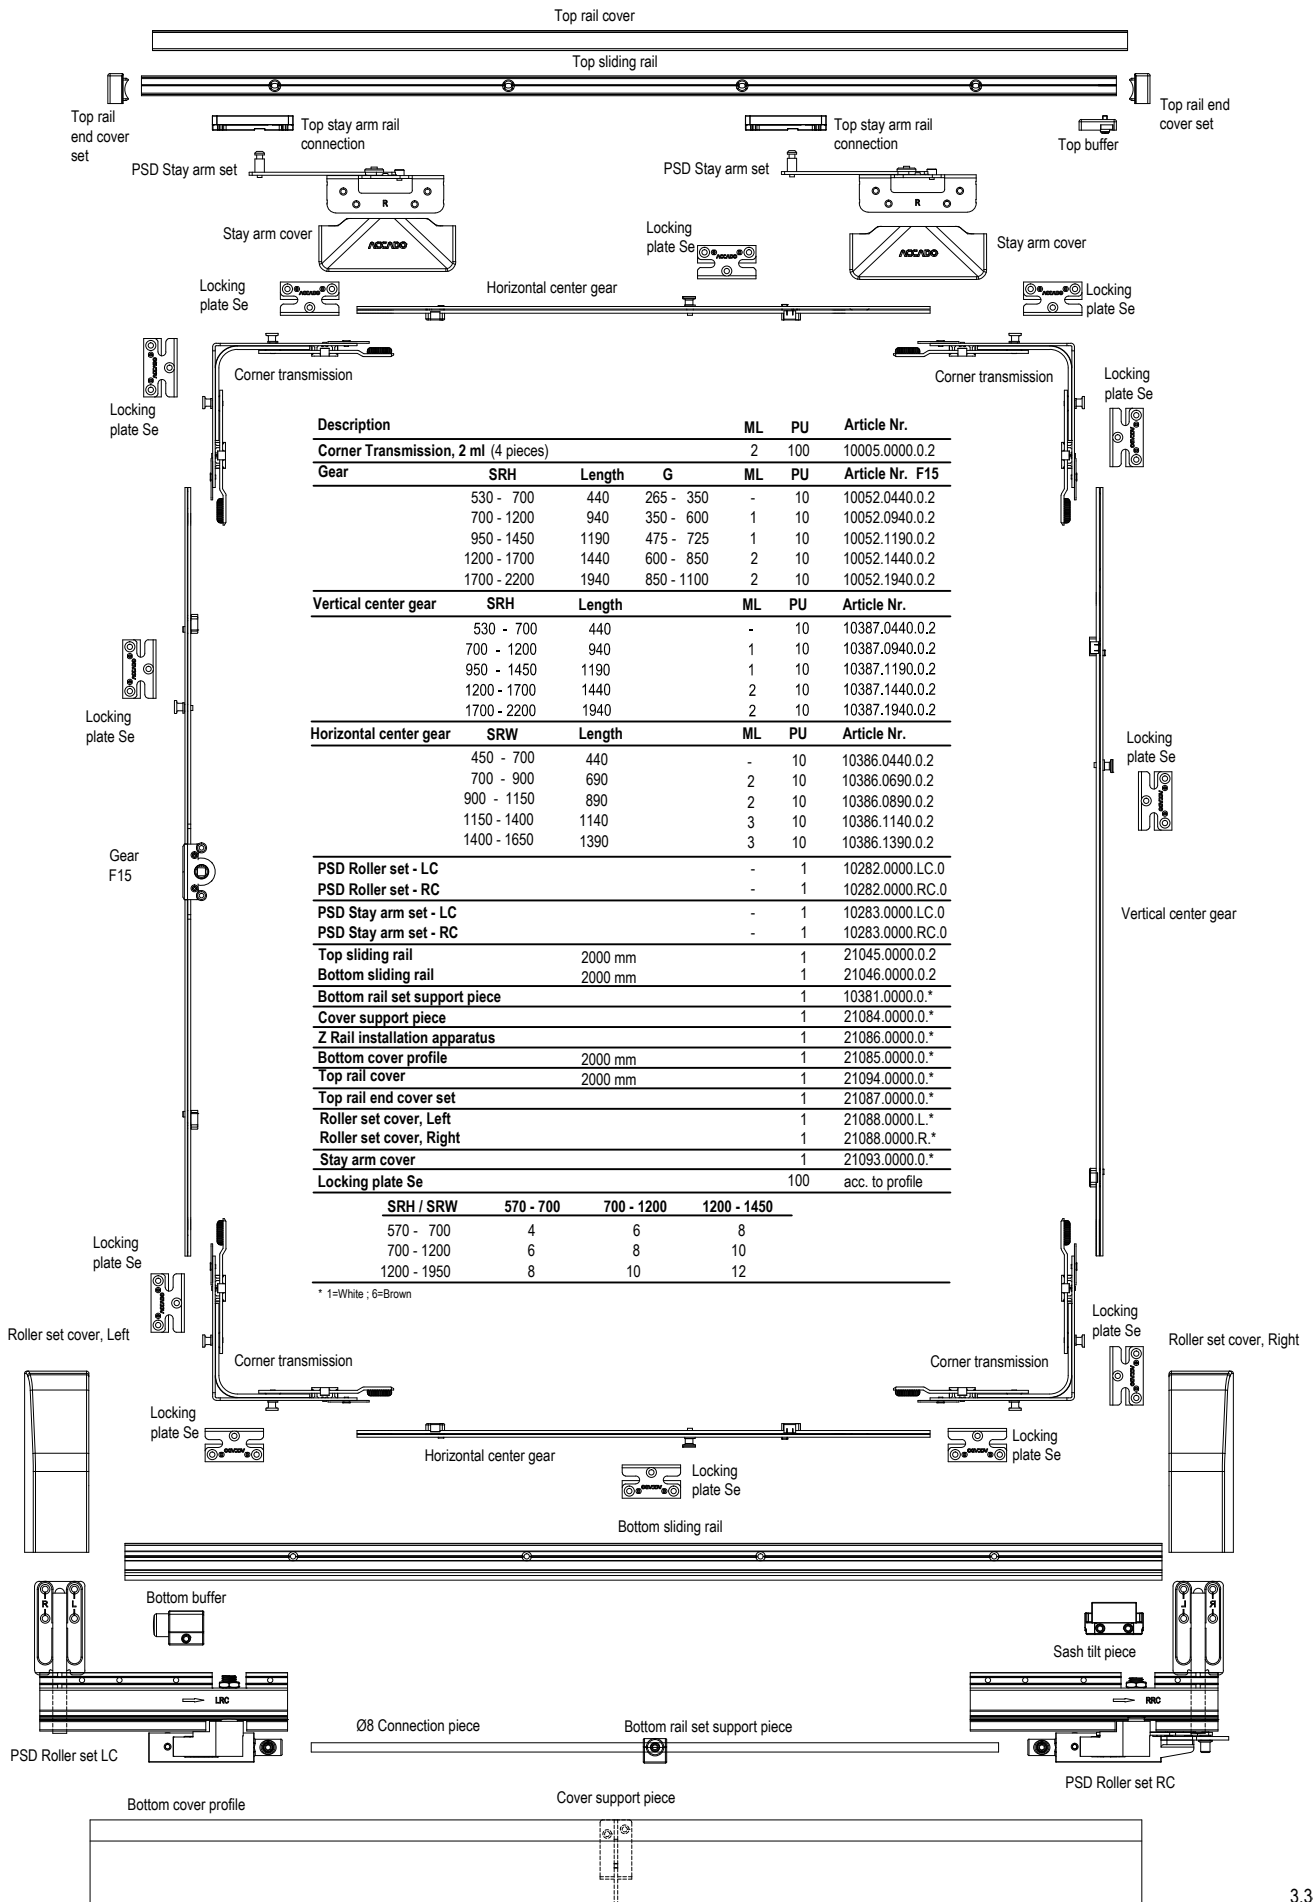 Top rail cover
Top sliding rail
Top rail
end cover
set
Top rail end
cover set
Top stay arm rail
connection
Top stay arm rail
connection
Top buffer
PSD Stay arm set
R
PSD Stay arm set
R
Stay arm cover
ACCADO
Locking
plate Se
ACCADO
ACCADO
Stay arm cover
Locking
plate Se
ACCADO
Horizontal center gear
ACCADO
Locking
plate Se
ACCADO
Locking
plate Se
Corner transmission
Corner transmission
Locking
plate Se
ACCADO
Description ML PU Article Nr.
Corner Transmission, 2 ml (4 pieces) 2 100 10005.0000.0.2
Gear SRH Length G ML PU Article Nr. F15
530 - 700 440 265 - 350 - 10 10052.0440.0.2
700 - 1200 940 350 - 600 1 10 10052.0940.0.2
950 - 1450 1190 475 - 725 1 10 10052.1190.0.2
1200 - 1700 1440 600 - 850 2 10 10052.1440.0.2
1700 - 2200 1940 850 - 1100 2 10 10052.1940.0.2
Vertical center gear SRH Length ML PU Article Nr.
530 - 700 440 - 10 10387.0440.0.2
700 - 1200 940 1 10 10387.0940.0.2
950 - 1450 1190 1 10 10387.1190.0.2
1200 - 1700 1440 2 10 10387.1440.0.2
1700 - 2200 1940 2 10 10387.1940.0.2
Horizontal center gear SRW Length ML PU Article Nr.
450 - 700 440 - 10 10386.0440.0.2
700 - 900 690 2 10 10386.0690.0.2
900 - 1150 890 2 10 10386.0890.0.2
1150 - 1400 1140 3 10 10386.1140.0.2
1400 - 1650 1390 3 10 10386.1390.0.2
PSD Roller set - LC - 1 10282.0000.LC.0
PSD Roller set - RC - 1 10282.0000.RC.0
PSD Stay arm set - LC - 1 10283.0000.LC.0
PSD Stay arm set - RC - 1 10283.0000.RC.0
Top sliding rail 2000 mm 1 21045.0000.0.2
Bottom sliding rail 2000 mm 1 21046.0000.0.2
Bottom rail set support piece 1 10381.0000.0.*
Cover support piece 1 21084.0000.0.*
Z Rail installation apparatus 1 21086.0000.0.*
Bottom cover profile 2000 mm 1 21085.0000.0.*
Top rail cover 2000 mm 1 21094.0000.0.*
Top rail end cover set 1 21087.0000.0.*
Roller set cover, Left 1 21088.0000.L.*
Roller set cover, Right 1 21088.0000.R.*
Stay arm cover 1 21093.0000.0.*
Locking plate Se 100 acc. to profile
SRH / SRW 570 - 700 700 - 1200 1200 - 1450
570 - 700 4 6 8
700 - 1200 6 8 10
1200 - 1950 8 10 12
* 1=White ; 6=Brown
ACCADO
Locking
plate Se
Gear
F15
Locking
plate Se
ACCADO
Vertical center gear
Locking
plate Se
ACCADO
Roller set cover, Left
Locking
plate Se
ACCADO
Roller set cover, Right
Corner transmission
Corner transmission
Locking
plate Se
ACCADO
Horizontal center gear
ACCADO
Locking
plate Se
ACCADO
Locking
plate Se
Bottom sliding rail
R L
Bottom buffer
L R
Sash tilt piece
LRC
RRC
Ø8 Connection piece
Bottom rail set support piece
PSD Roller set LC
PSD Roller set RC
Bottom cover profile
Cover support piece
3.3